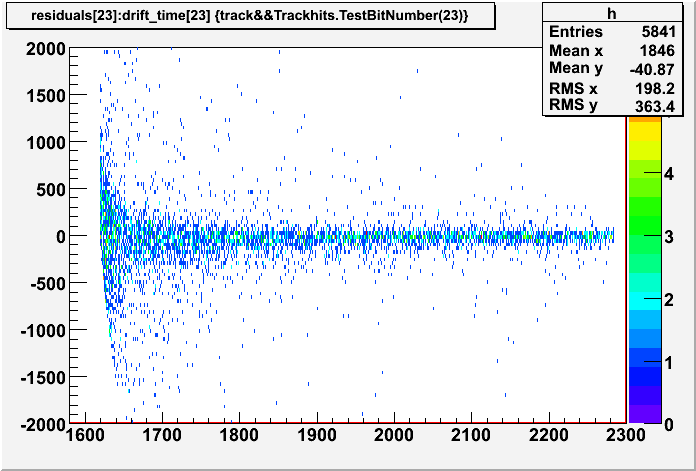 residuals[23]:drift_time[23] {track&&Trackhits.TestBitNumber(23)}
h
Entries 5841
Mean x 1846
Mean y -40.87
RMS x 198.2
RMS y 363.4
2000
1500
1000
500
0
-500
-1000
-1500
-2000
1600 1700 1800 1900 2000 2100 2200 2300
4
3
2
1
0